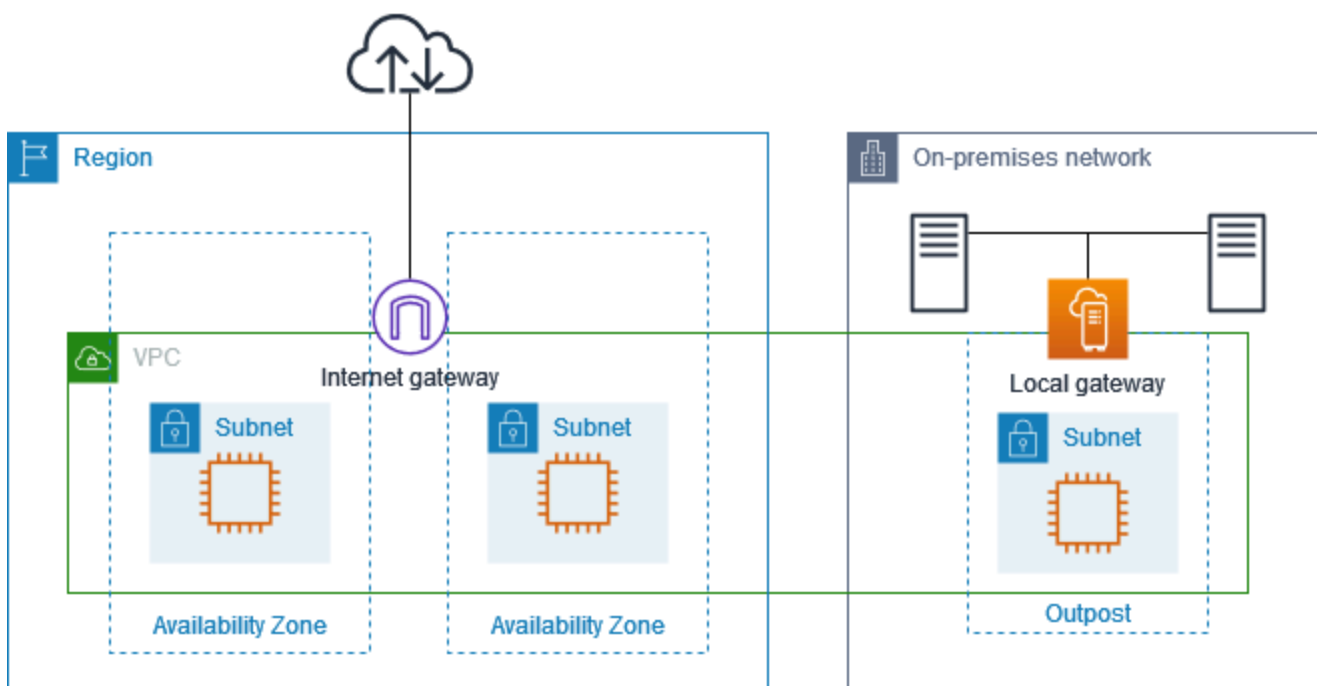 Region
On-premises network
VPC
Internet gateway
Local gateway
Subnet
Subnet
Subnet
Availability Zone
Availability Zone
Outpost